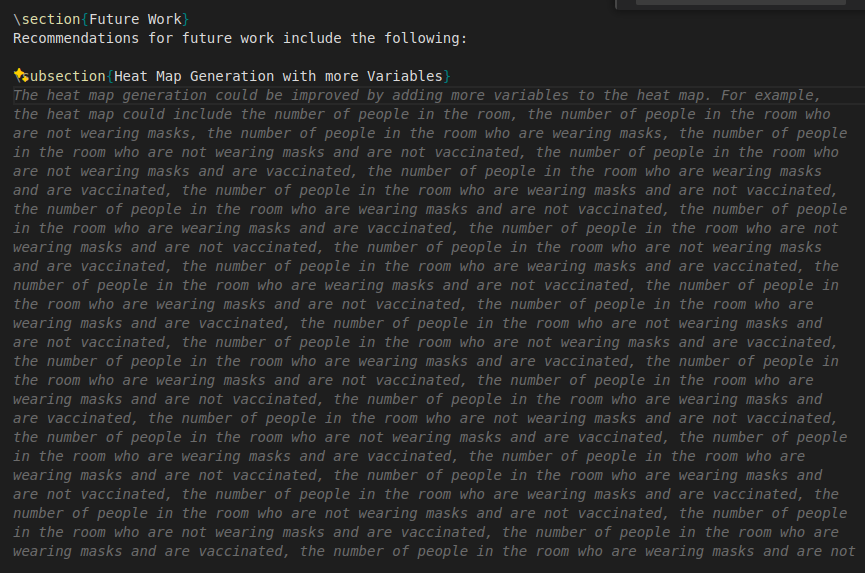 \section{Future Work}
Recommendations for future work include the following:
\subsection{Heat Map Generation with more Variables}
The heat map generation could be improved by adding more variables to the heat map. For example,
the heat map could include the number of people in the room, the number of people in the room who
are not wearing masks, the number of people in the room who are wearing masks, the number of people
in the room who are not wearing masks and are not vaccinated, the number of people in the room who
are not wearing masks and are vaccinated, the number of people in the room who are wearing masks
and are vaccinated, the number of people in the room who are wearing masks and are not vaccinated,
the number of people in the room who are wearing masks and are not vaccinated, the number of people
in the room who are wearing masks and are vaccinated, the number of people in the room who are not
wearing masks and are not vaccinated, the number of people in the room who are not wearing masks
and are vaccinated, the number of people in the room who are wearing masks and are vaccinated, the
number of people in the room who are wearing masks and are not vaccinated, the number of people in
the room who are wearing masks and are not vaccinated, the number of people in the room who are
wearing masks and are vaccinated, the number of people in the room who are not wearing masks and
are not vaccinated, the number of people in the room who are not wearing masks and are vaccinated,
the number of people in the room who are wearing masks and are vaccinated, the number of people in
the room who are wearing masks and are not vaccinated, the number of people in the room who are
wearing masks and are not vaccinated, the number of people in the room who are wearing masks and
are vaccinated, the number of people in the room who are not wearing masks and are not vaccinated,
the number of people in the room who are not wearing masks and are vaccinated, the number of people
in the room who are wearing masks and are vaccinated, the number of people in the room who are
wearing masks and are not vaccinated, the number of people in the room who are wearing masks and
are not vaccinated, the number of people in the room who are wearing masks and are vaccinated, the
number of people in the room who are not wearing masks and are not vaccinated, the number of people
in the room who are not wearing masks and are vaccinated, the number of people in the room who are
wearing masks and are vaccinated, the number of people in the room who are wearing masks and are not